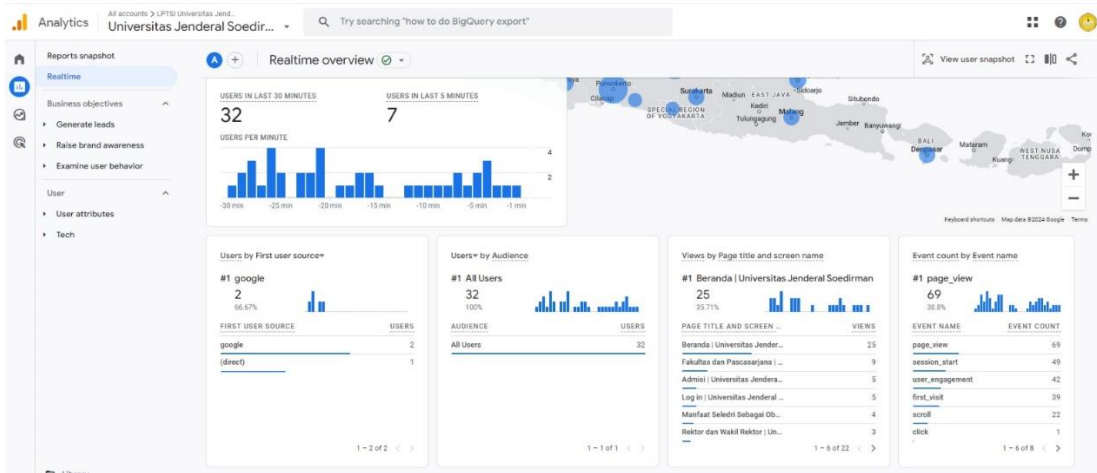 All accounts > LPTSI Universitas Jend...
Analytics
Universitas Jenderal Soedir...
Try searching "how to do BigQuery export"
Reports snapshot
Realtime
Business objectives
Generate leads
Raise brand awareness
Examine user behavior
User
User attributes
Tech
A
Realtime overview
View user snapshot
USERS IN LAST 30 MINUTES
32
USERS IN LAST 5 MINUTES
7
USERS PER MINUTE
4
2
-30 min -25 min -20 min -15 min -10 min -5 min -1 min
Purwokerto
Cilacap
Surakarta
Madiun
EAST JAVA
Sidoarjo
Situbondo
SPECIAL REGION
OF YOGYAKARTA
Kediri
Tulungagung
Malang
Jember
Banyuwangi
BALI
Denpasar
Mataram
WEST NUSA
TENGGARA
Kuang
Domp
Keyboard shortcuts Map data ©2024 Google Terms
Users by First user source
#1 google
2
66.67%
FIRST USER SOURCE USERS
google 2
(direct) 1
1 – 2 of 2
Users by Audience
#1 All Users
32
100%
AUDIENCE USERS
All Users 32
1 – 1 of 1
Views by Page title and screen name
#1 Beranda | Universitas Jenderal Soedirman
25
35.71%
PAGE TITLE AND SCREEN ... VIEWS
Beranda | Universitas Jender... 25
Fakultas dan Pascasarjana | ... 9
Admisi | Universitas Jendera... 5
Log in | Universitas Jenderal ... 5
Manfaat Seledri Sebagai Ob... 4
Rektor dan Wakil Rektor | Un... 3
1 – 6 of 22
Event count by Event name
#1 page_view
69
38.8%
EVENT NAME EVENT COUNT
page_view 69
session_start 49
user_engagement 42
first_visit 39
scroll 22
click 1
1 – 6 of 8